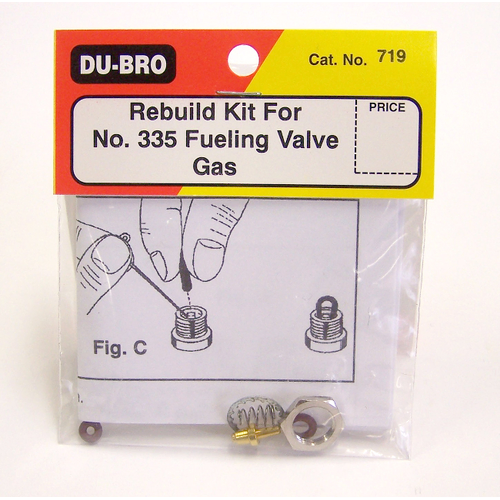 DU-BRO
Cat. No. 719
Rebuild Kit For
No. 335 Fueling Valve
Gas
PRICE
Fig. C